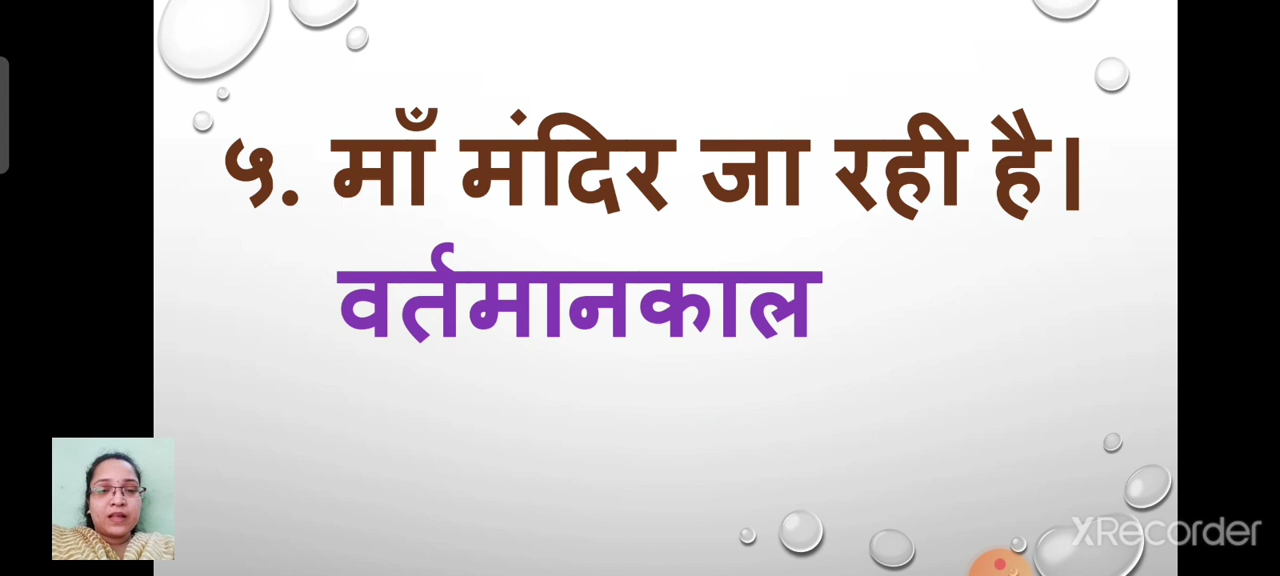 ५. माँ मंदिर जा रही है।
वर्तमानकाल
XRecorder